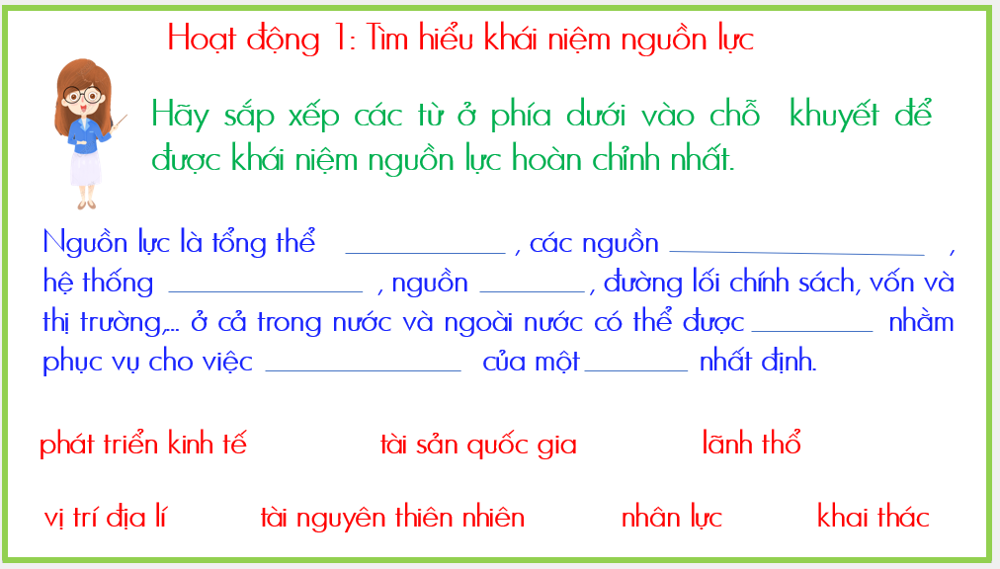 Hoạt động 1: Tìm hiểu khái niệm nguồn lực
Hãy sắp xếp các từ ở phía dưới vào chỗ khuyết để
được khái niệm nguồn lực hoàn chỉnh nhất.
Nguồn lực là tổng thể ____________ , các nguồn ____________________ ,
hệ thống _______________ , nguồn ________, đường lối chính sách, vốn và
thị trường,... ở cả trong nước và ngoài nước có thể được _________ nhằm
phục vụ cho việc _______________ của một ________ nhất định.
phát triển kinh tế tài sản quốc gia lãnh thổ
vị trí địa lí tài nguyên thiên nhiên nhân lực khai thác